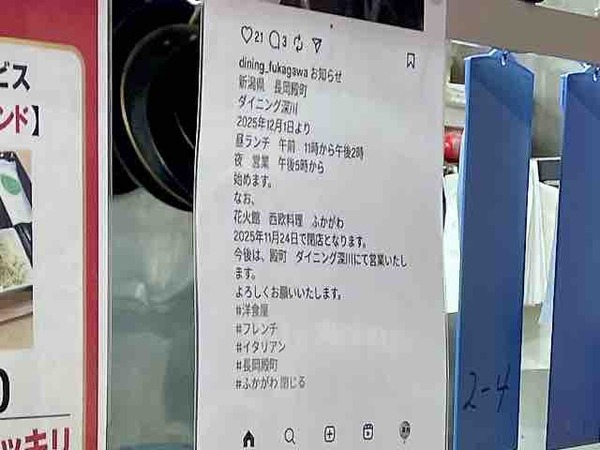 ビス
ンド】
0
ッキリ
21 3
dining_fukagawa お知らせ
新潟県 長岡殿町
ダイニング深川
2025年12月1日より
昼ランチ 午前 11時から午後2時
夜 営業 午後5時から
始めます。
なお、
花火館 西欧料理 ふかがわ
2025年11月24日で閉店となります。
今後は、殿町 ダイニング深川にて営業いたし
ます。
よろしくお願いいたします。
#洋食屋
#フレンチ
#イタリアン
#長岡殿町
#ふかがわ 閉じる
2-4